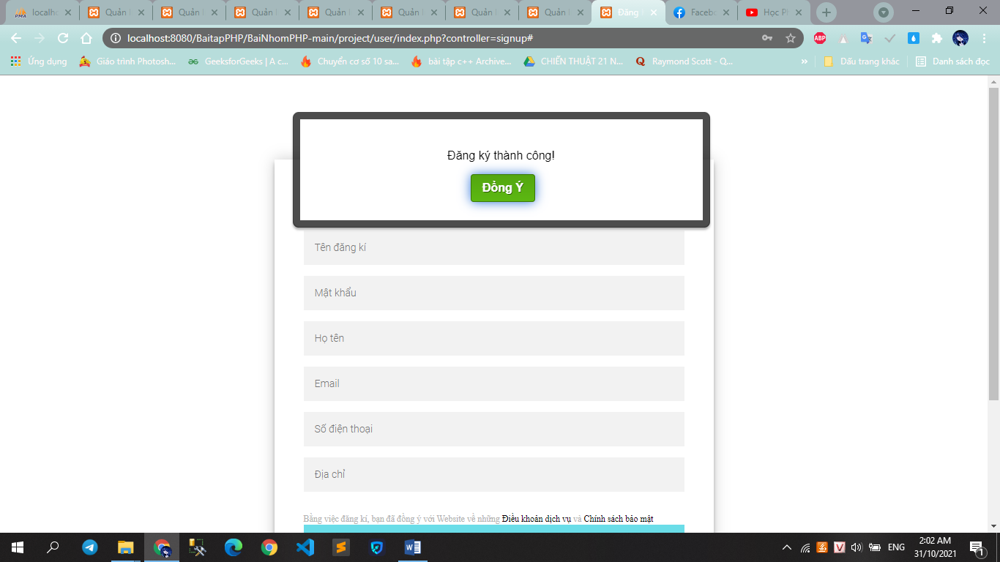 localho
Quản
Quản
Quản
Quản
Quản
Quản
Quản
Đăng
Facebo
Học P
localhost:8080/BaitapPHP/BaiNhomPHP-main/project/user/index.php?controller=signup#
ABP
Ứng dụng
Giáo trình Photosh...
GeeksforGeeks | A c...
Chuyển cơ số 10 sa...
bài tập c++ Archive...
CHIẾN THUẬT 21 N...
Raymond Scott - Q...
»
Dấu trang khác
Danh sách đọc
Đăng ký thành công!
Đồng Ý
Tên đăng kí
Mật khẩu
Họ tên
Email
Số điện thoại
Địa chỉ
Bằng việc đăng kí, bạn đã đồng ý với Website về những Điều khoản dịch vụ và Chính sách bảo mật
ENG
2:02 AM
31/10/2021
1